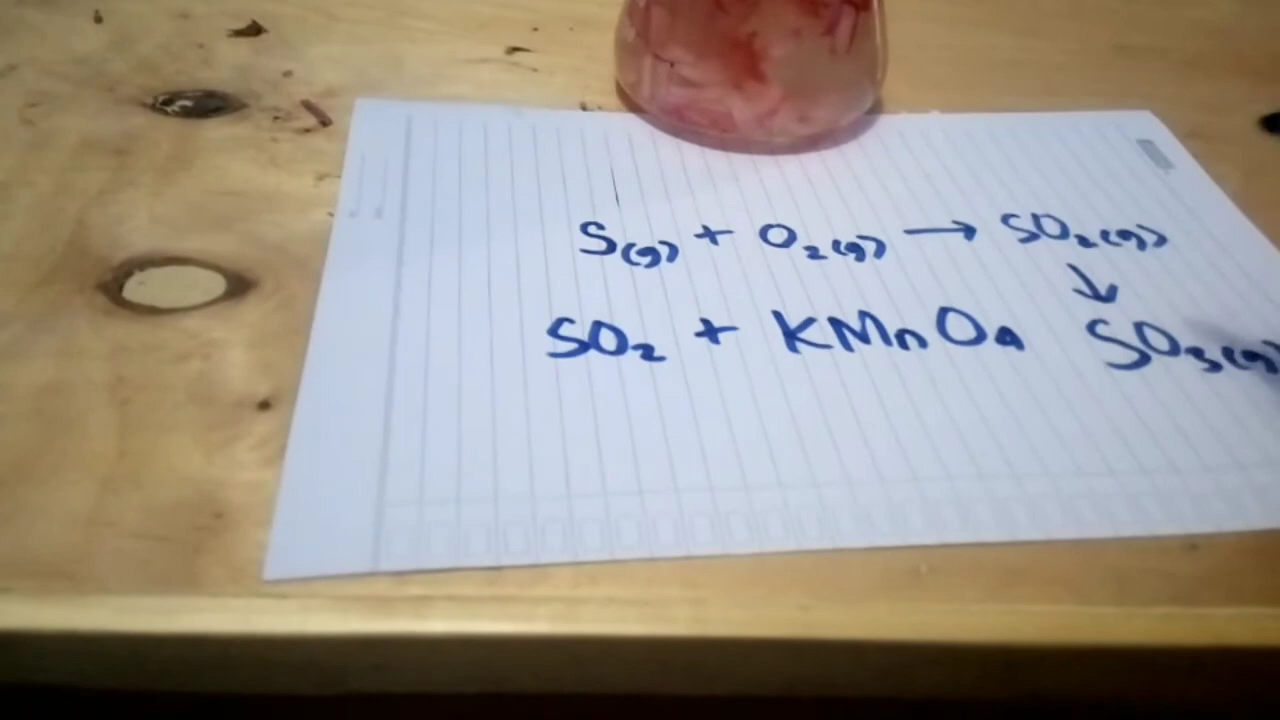 S(g) + O2(g) → SO2(g)
↓
SO2 + KMnO4 SO3(g)